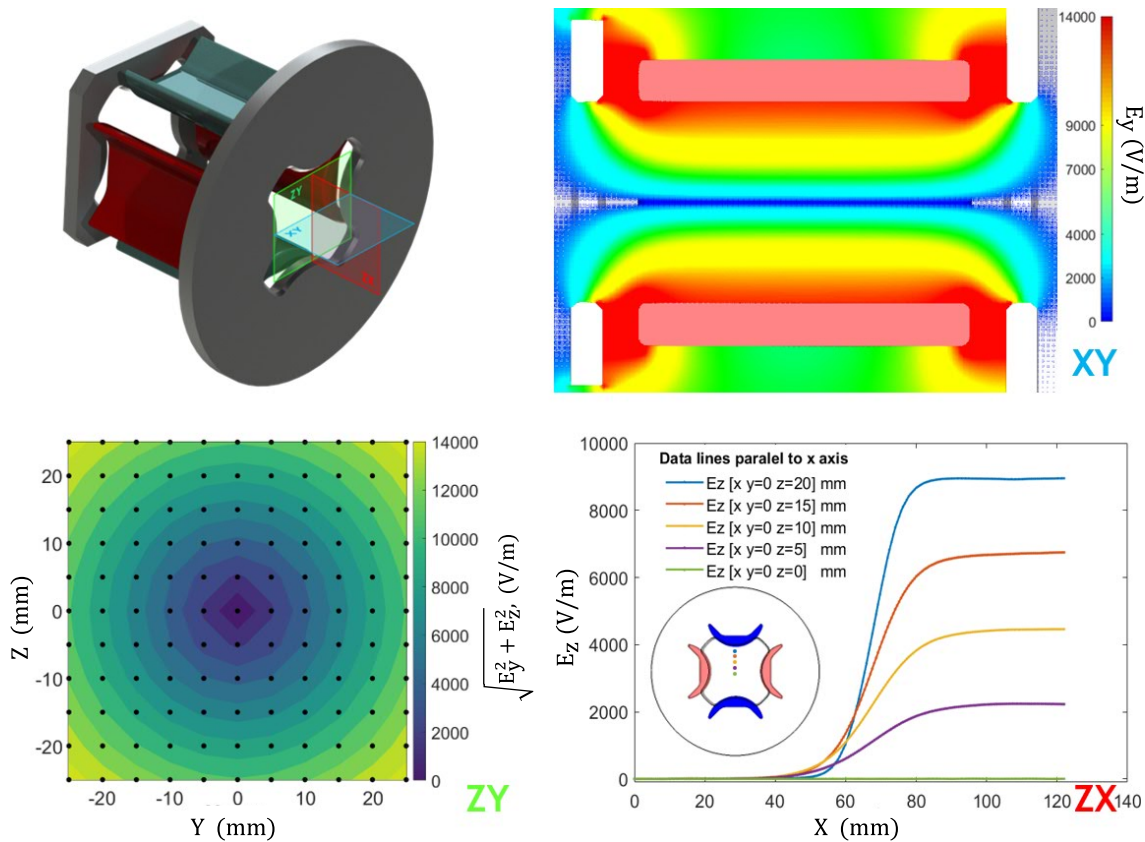 ZY
XY
ZX
14000
9000
7000
4000
2000
0
Ey (V/m)
XY
20
10
0
-10
-20
Z (mm)
-20
-10
0
10
20
Y (mm)
14000
12000
10000
8000
6000
4000
2000
0
√E²y + E²z, (V/m)
ZY
10000
8000
6000
4000
2000
0
Ez (V/m)
Data lines paralel to x axis
Ez [x y=0 z=20] mm
Ez [x y=0 z=15] mm
Ez [x y=0 z=10] mm
Ez [x y=0 z=5] mm
Ez [x y=0 z=0] mm
0
20
40
60
80
100
120
140
X (mm)
ZX